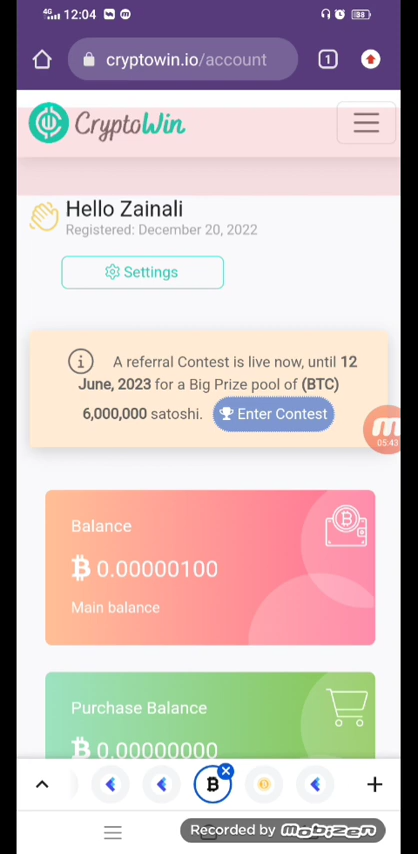 4G 12:04 38
cryptowin.io/account 1
CryptoWin
Hello Zainali
Registered: December 20, 2022
Settings
A referral Contest is live now, until 12
June, 2023 for a Big Prize pool of (BTC)
6,000,000 satoshi. Enter Contest
05:43
Balance
₿ 0.00000100
Main balance
Purchase Balance
₿ 0.00000000
Recorded by mobizen